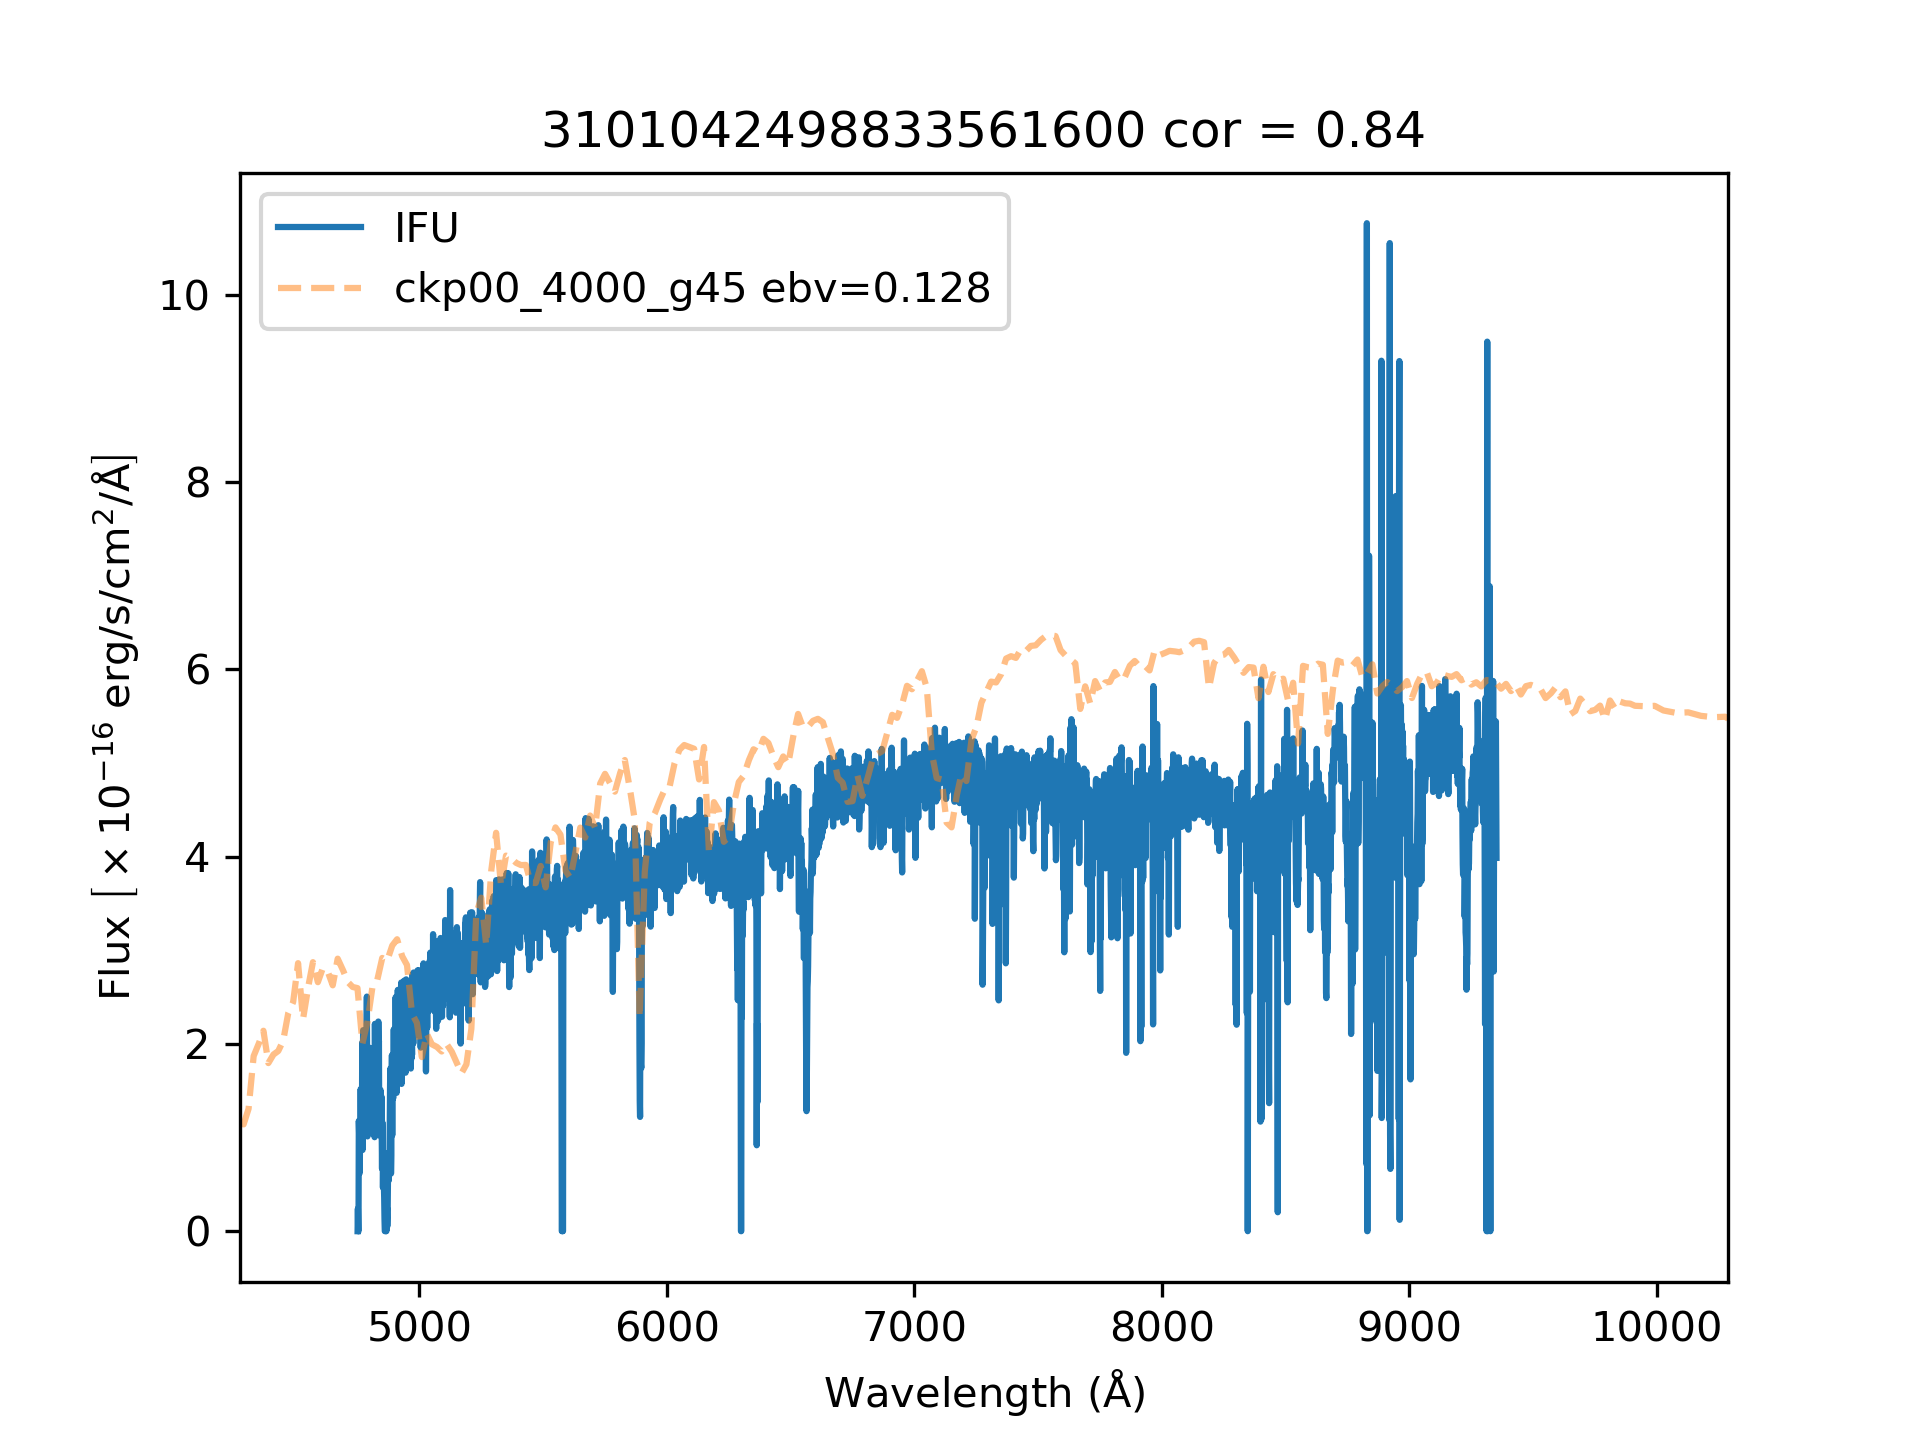 3101042498833561600 cor = 0.84
IFU
ckp00_4000_g45 ebv=0.128
Flux [ × 10⁻¹⁶ erg/s/cm²/Å]
10
8
6
4
2
0
5000 6000 7000 8000 9000 10000
Wavelength (Å)